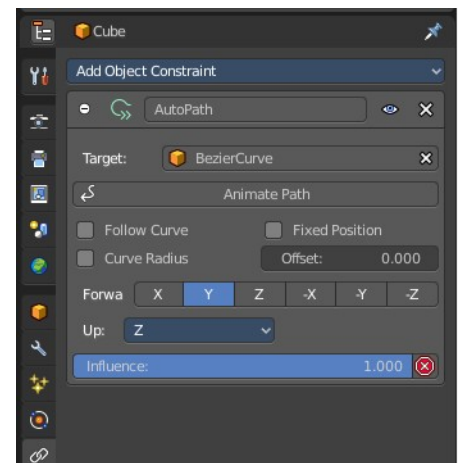 Cube
Add Object Constraint
AutoPath
Target: BezierCurve
Animate Path
Follow Curve Fixed Position
Curve Radius Offset: 0.000
Forwa X Y Z -X -Y -Z
Up: Z
Influence: 1.000